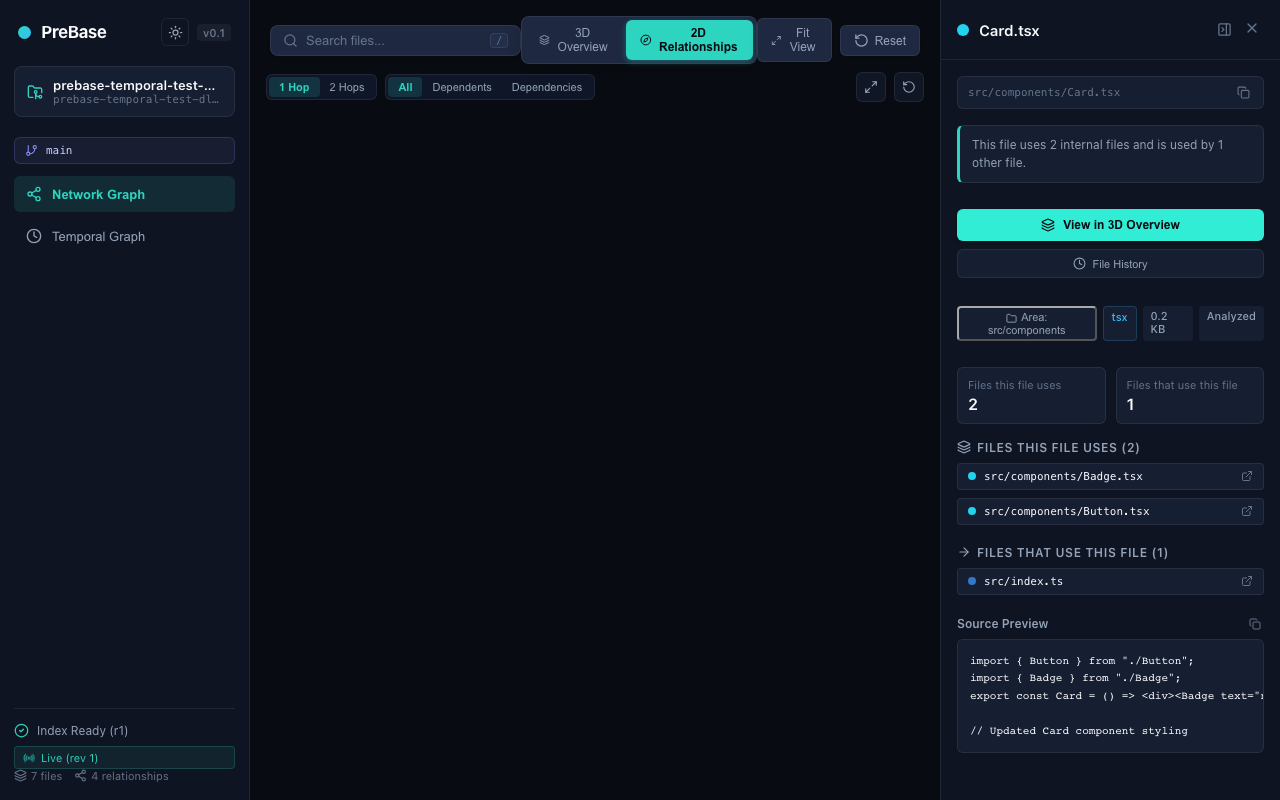 PreBase
v0.1
prebase-temporal-test-...
prebase-temporal-test-dl…
main
Network Graph
Temporal Graph
Index Ready (r1)
Live (rev 1)
7 files
4 relationships
Search files...
/
3D
Overview
2D
Relationships
Fit
View
Reset
1 Hop
2 Hops
All
Dependents
Dependencies
Card.tsx
src/components/Card.tsx
This file uses 2 internal files and is used by 1
other file.
View in 3D Overview
File History
Area:
src/components
tsx
0.2
KB
Analyzed
Files this file uses
2
Files that use this file
1
FILES THIS FILE USES (2)
src/components/Badge.tsx
src/components/Button.tsx
FILES THAT USE THIS FILE (1)
src/index.ts
Source Preview
import { Button } from "./Button";
import { Badge } from "./Badge";
export const Card = () => <div><Badge text="
// Updated Card component styling